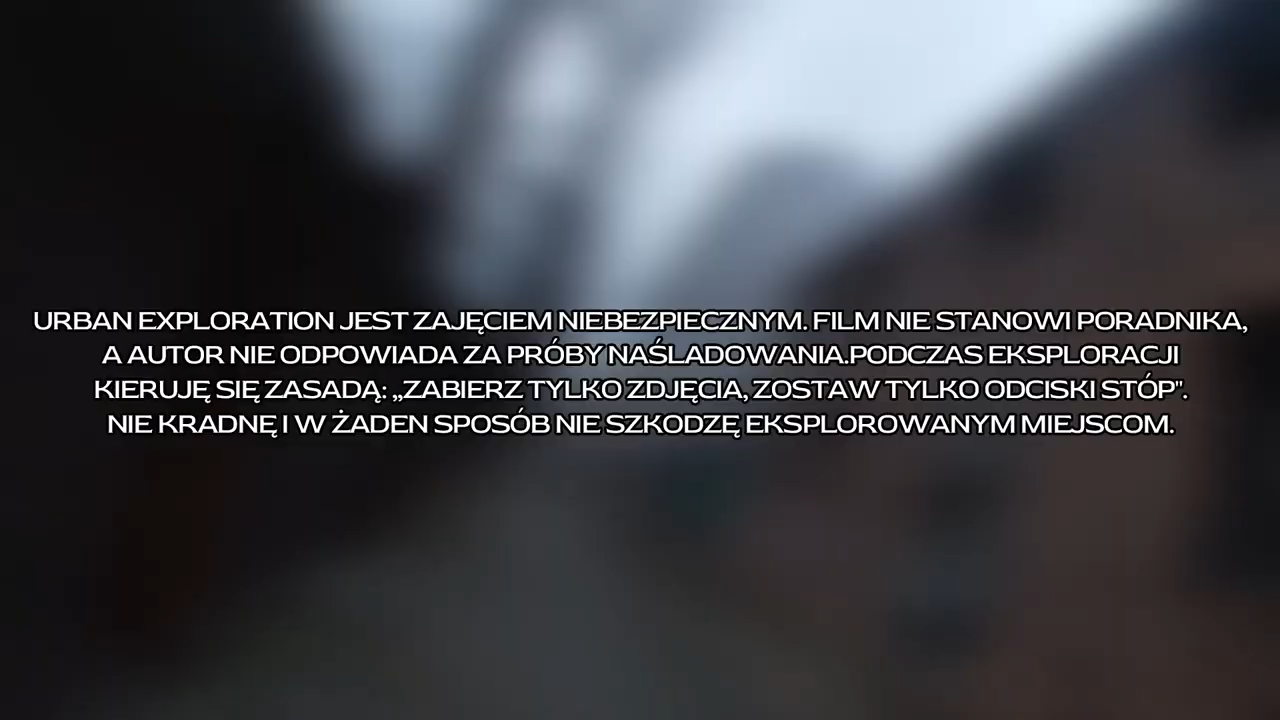 URBAN EXPLORATION JEST ZAJĘCIEM NIEBEZPIECZNYM. FILM NIE STANOWI PORADNIKA,
A AUTOR NIE ODPOWIADA ZA PRÓBY NAŚLADOWANIA.PODCZAS EKSPLORACJI
KIERUJĘ SIĘ ZASADĄ: „ZABIERZ TYLKO ZDJĘCIA, ZOSTAW TYLKO ODCISKI STÓP".
NIE KRADNĘ I W ŻADEN SPOSÓB NIE SZKODZĘ EKSPLOROWANYM MIEJSCOM.